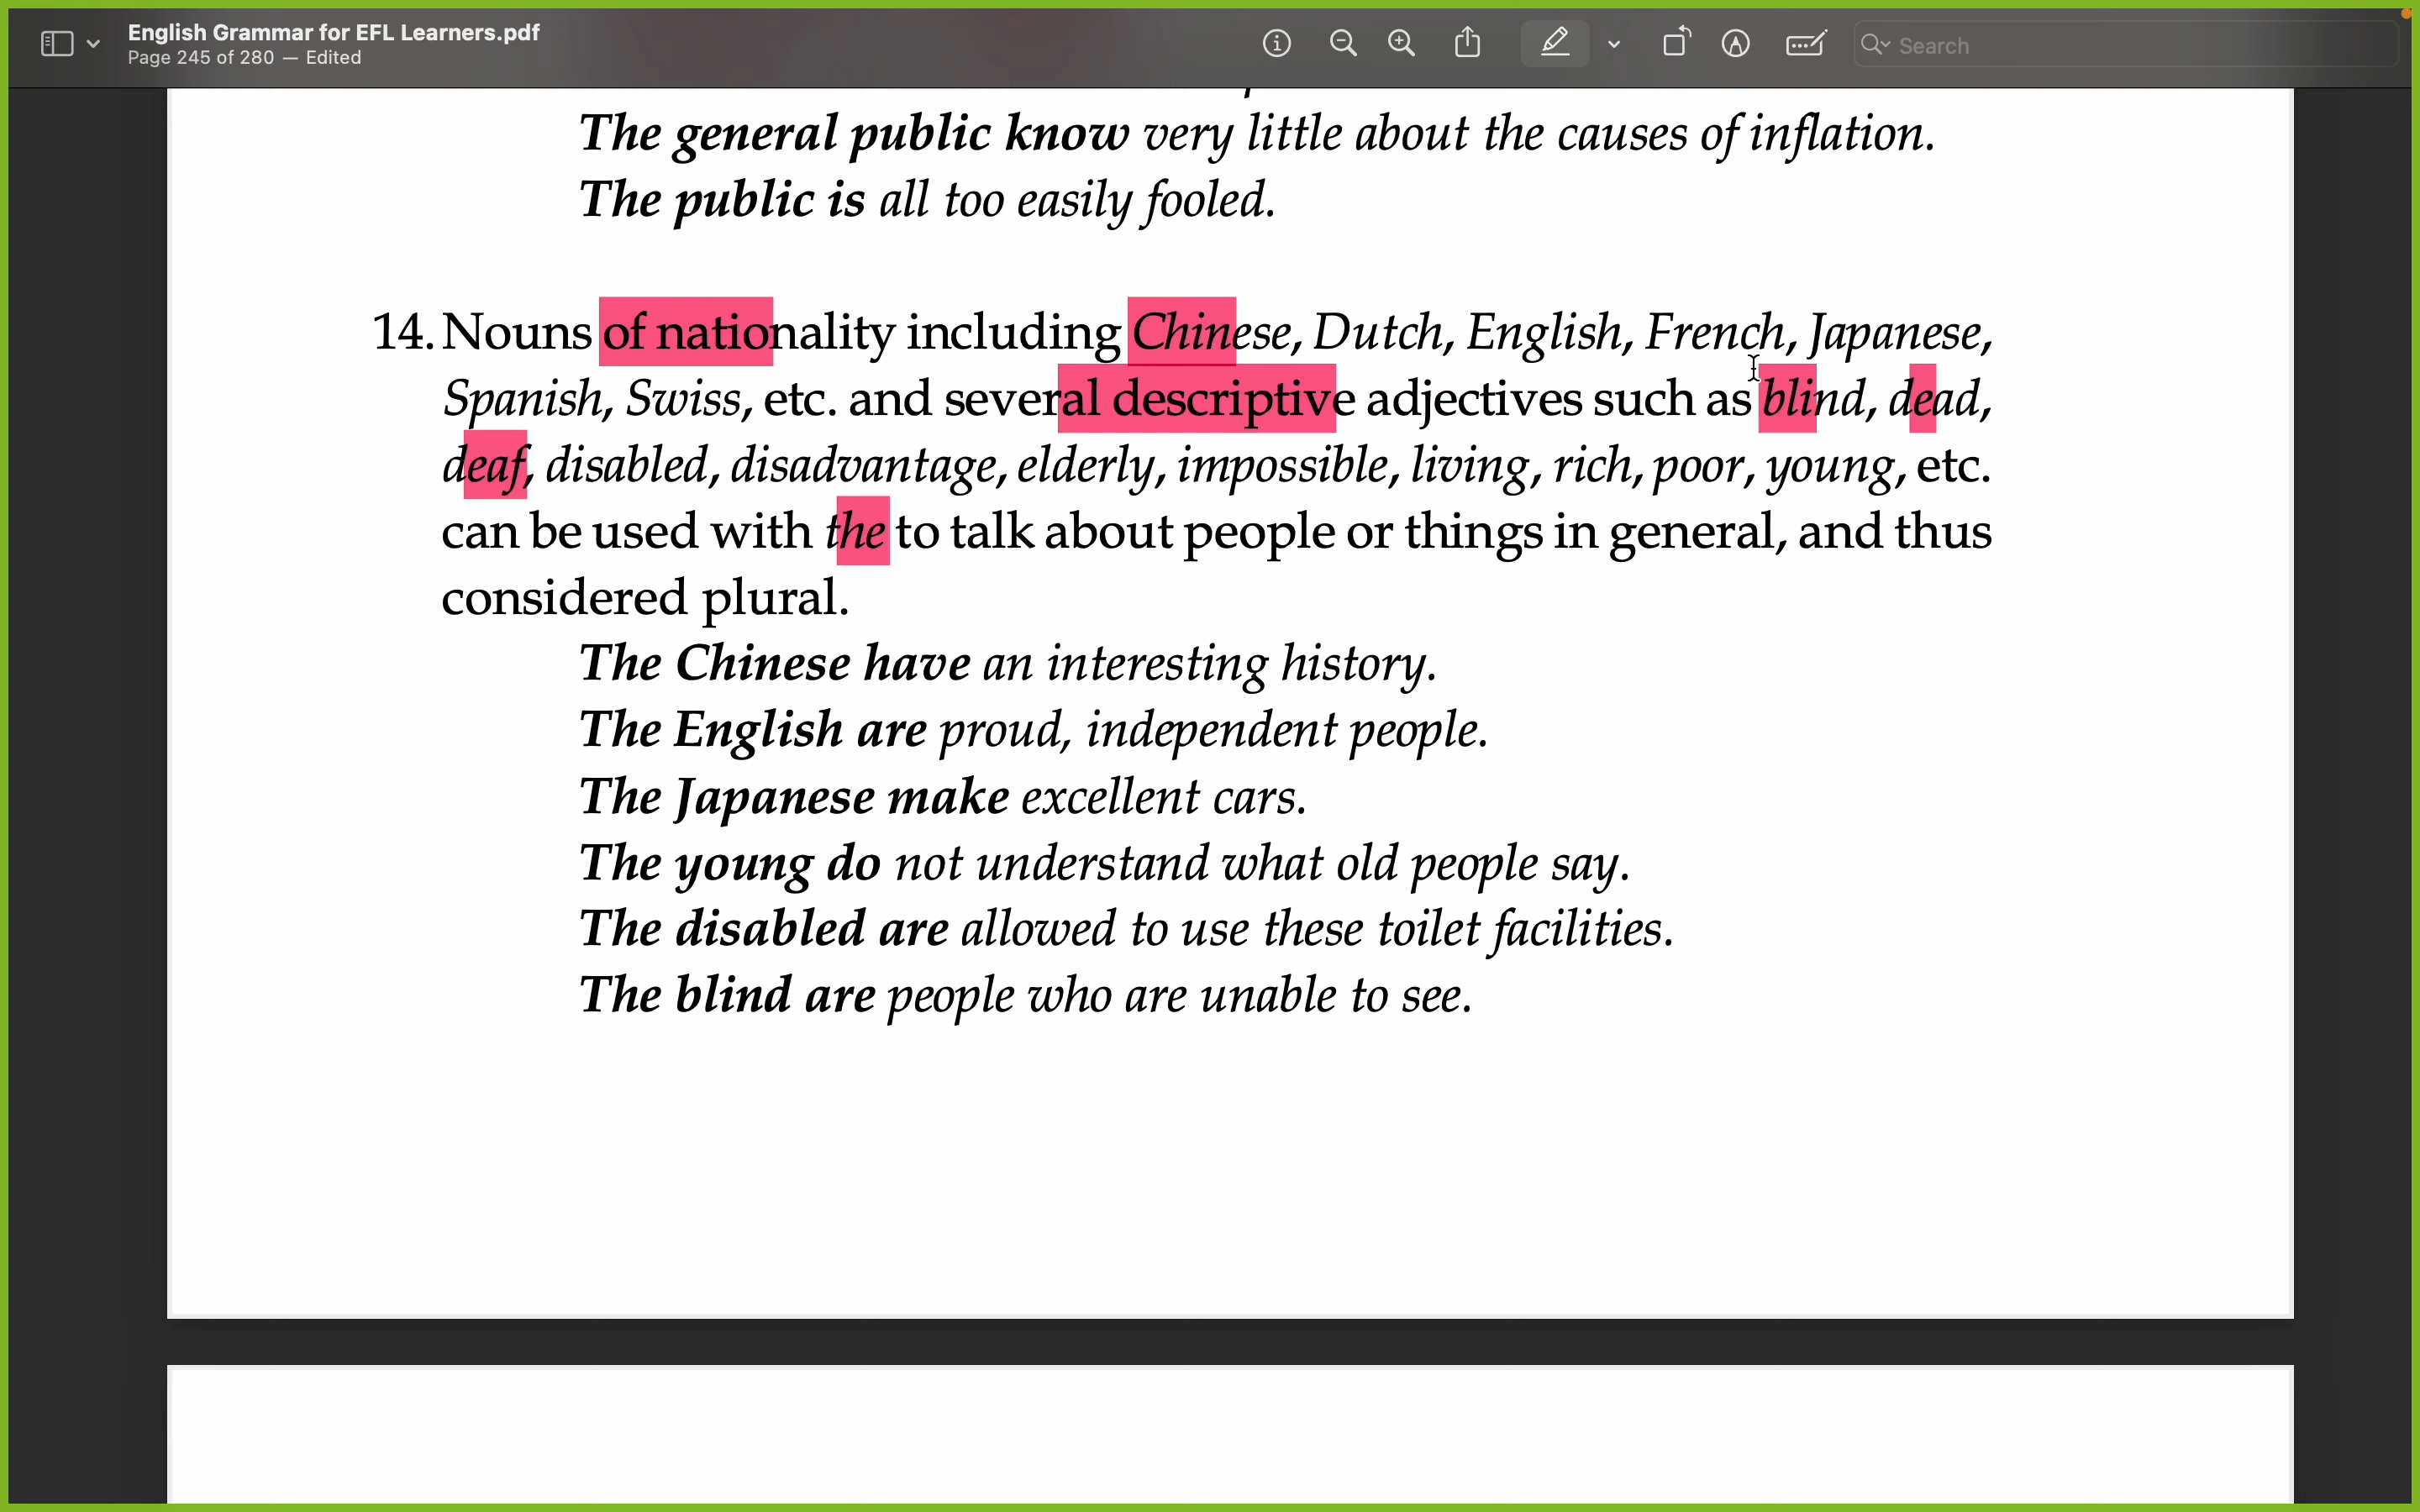 English Grammar for EFL Learners.pdf
Page 245 of 280 — Edited
Search
The general public know very little about the causes of inflation.
The public is all too easily fooled.
14. Nouns of nationality including Chinese, Dutch, English, French, Japanese,
Spanish, Swiss, etc. and several descriptive adjectives such as blind, dead,
deaf, disabled, disadvantage, elderly, impossible, living, rich, poor, young, etc.
can be used with the to talk about people or things in general, and thus
considered plural.
The Chinese have an interesting history.
The English are proud, independent people.
The Japanese make excellent cars.
The young do not understand what old people say.
The disabled are allowed to use these toilet facilities.
The blind are people who are unable to see.